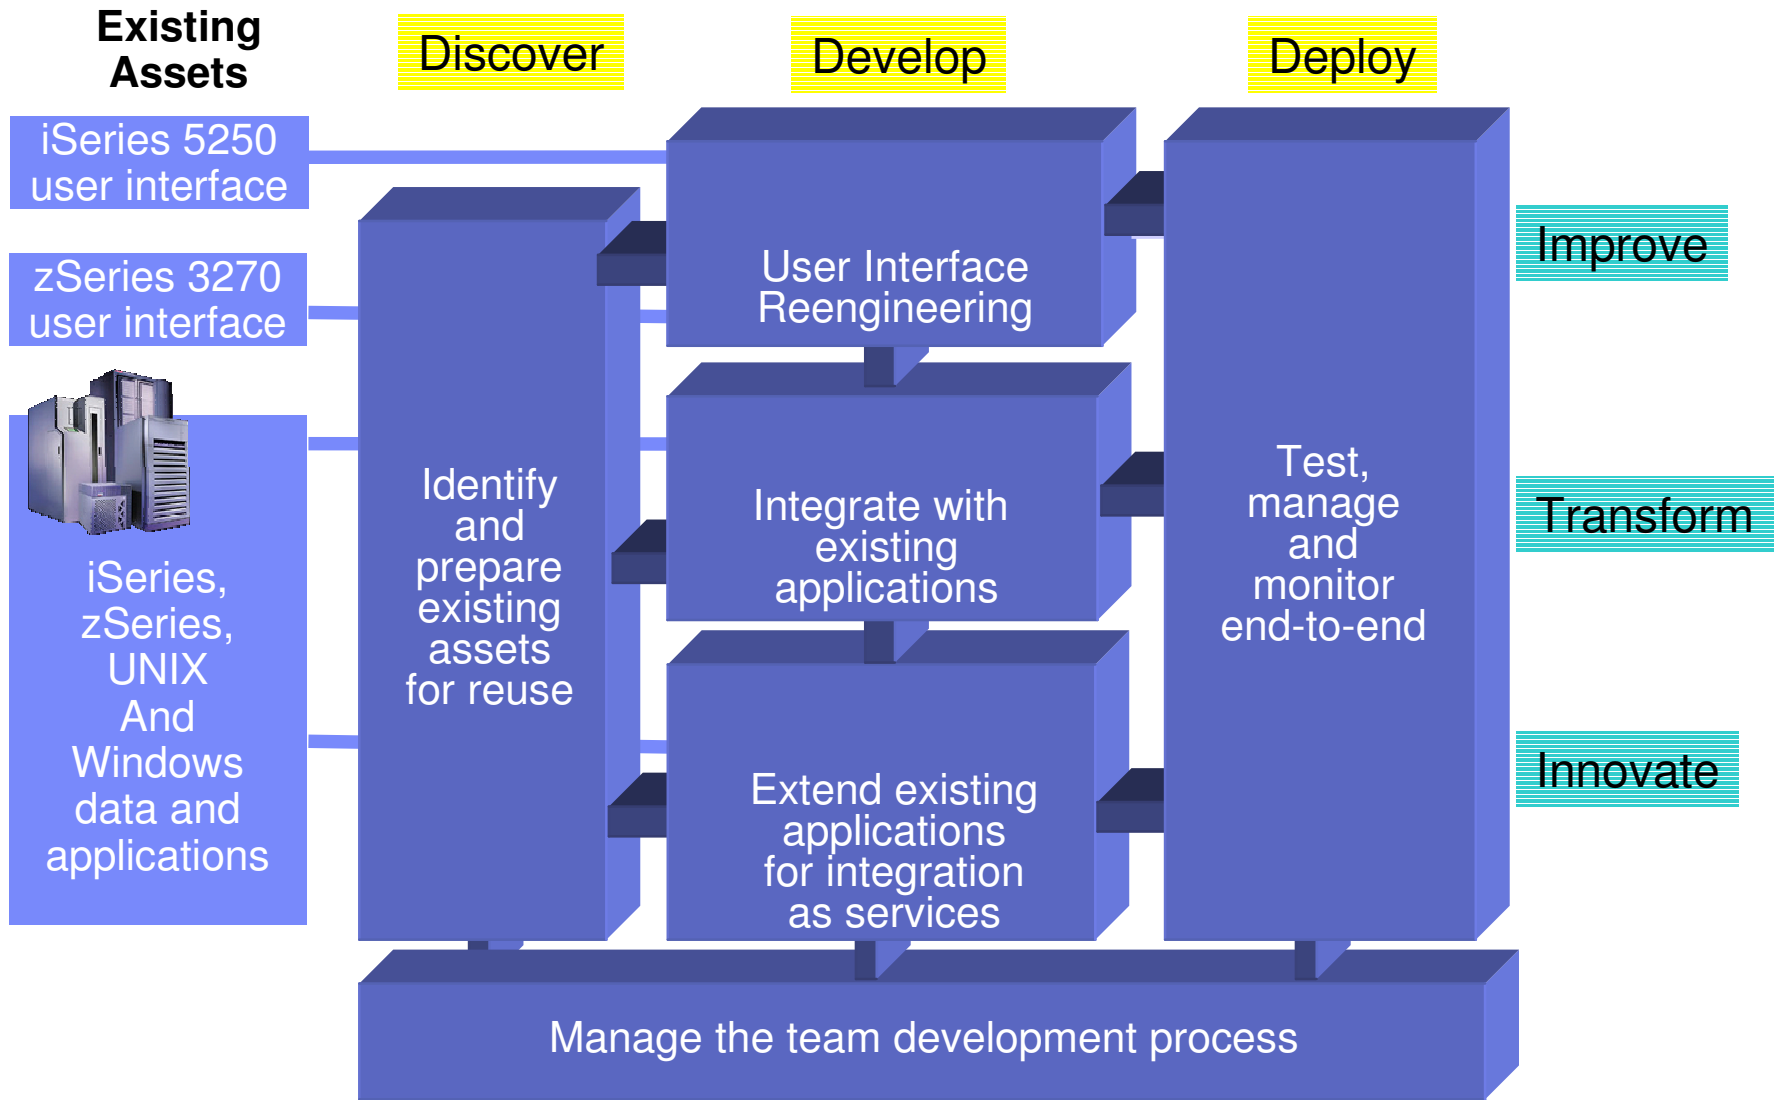 Existing
Assets
Discover
Develop
Deploy
iSeries 5250
user interface
zSeries 3270
user interface
iSeries,
zSeries,
UNIX
And
Windows
data and
applications
Identify
and
prepare
existing
assets
for reuse
User Interface
Reengineering
Integrate with
existing
applications
Extend existing
applications
for integration
as services
Test,
manage
and
monitor
end-to-end
Improve
Transform
Innovate
Manage the team development process